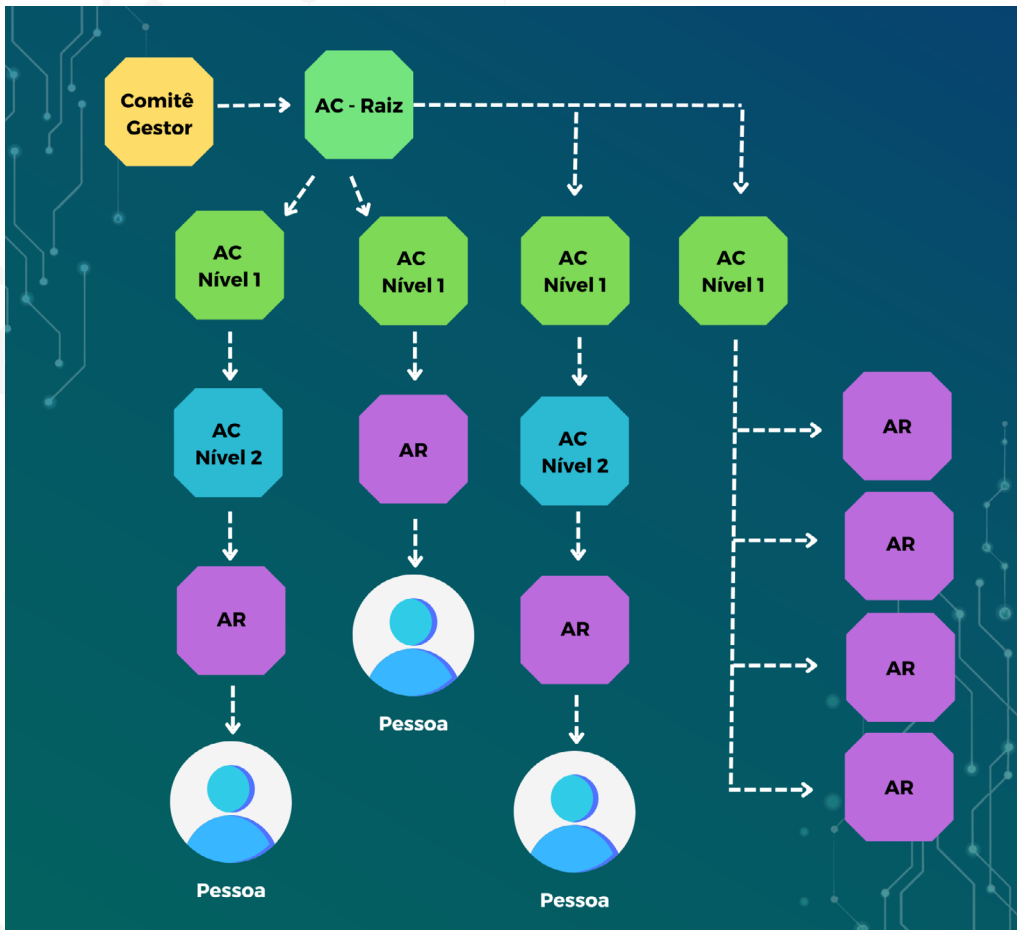 Comitê
Gestor
AC - Raiz
AC
Nível 1
AC
Nível 1
AC
Nível 1
AC
Nível 1
AC
Nível 2
AR
AC
Nível 2
AR
AR
AR
Pessoa
AR
AR
AR
Pessoa
Pessoa